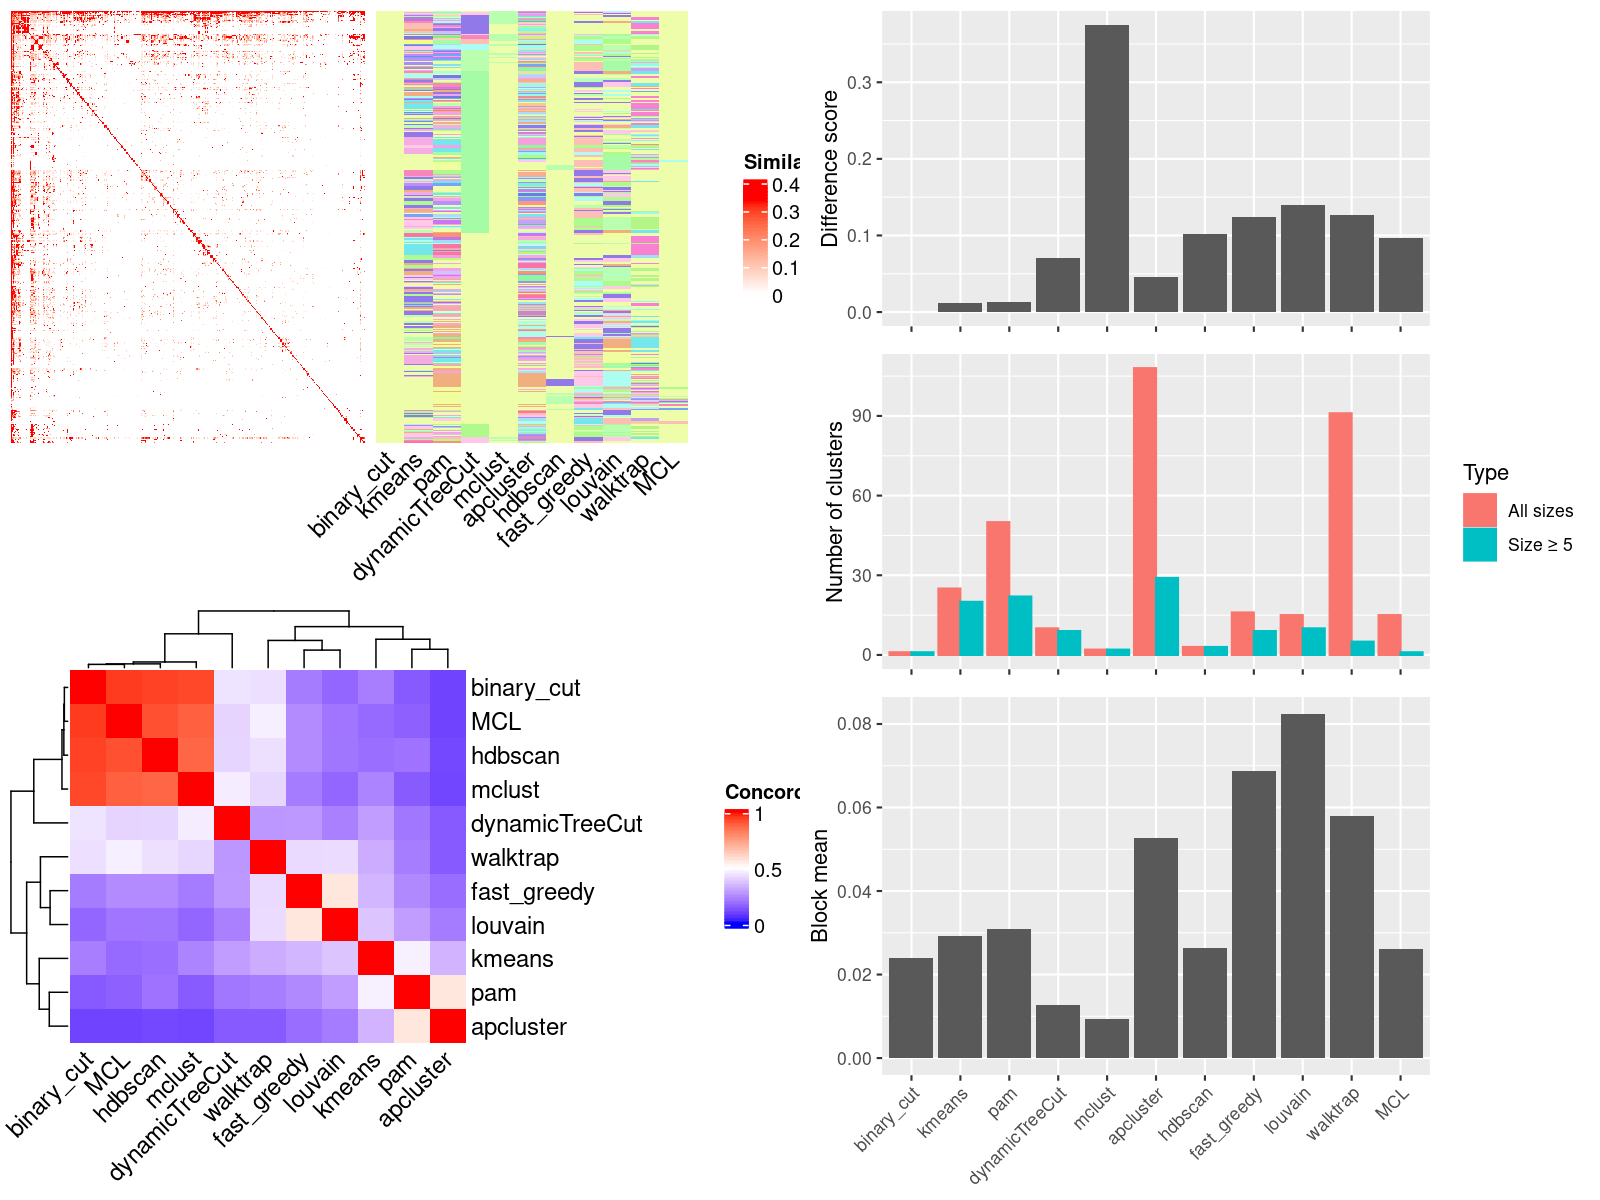 Simila
0.4
0.3
0.2
0.1
0
binary_cut
kmeans
pam
dynamicTreeCut
mclust
apcluster
hdbscan
fast_greedy
louvain
walktrap
MCL
binary_cut
MCL
hdbscan
mclust
dynamicTreeCut
walktrap
fast_greedy
louvain
kmeans
pam
apcluster
binary_cut
MCL
hdbscan
mclust
dynamicTreeCut
walktrap
fast_greedy
louvain
kmeans
pam
apcluster
Concord
1
0.5
0
Difference score
0.3
0.2
0.1
0.0
Number of clusters
90
60
30
0
Type
All sizes
Size ≥ 5
Block mean
0.08
0.06
0.04
0.02
0.00
binary_cut
kmeans
pam
dynamicTreeCut
mclust
apcluster
hdbscan
fast_greedy
louvain
walktrap
MCL